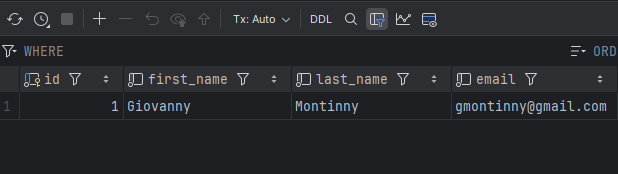 Tx: Auto DDL
WHERE ORD
id first_name last_name email
1 1 Giovanny Montinny gmontinny@gmail.com